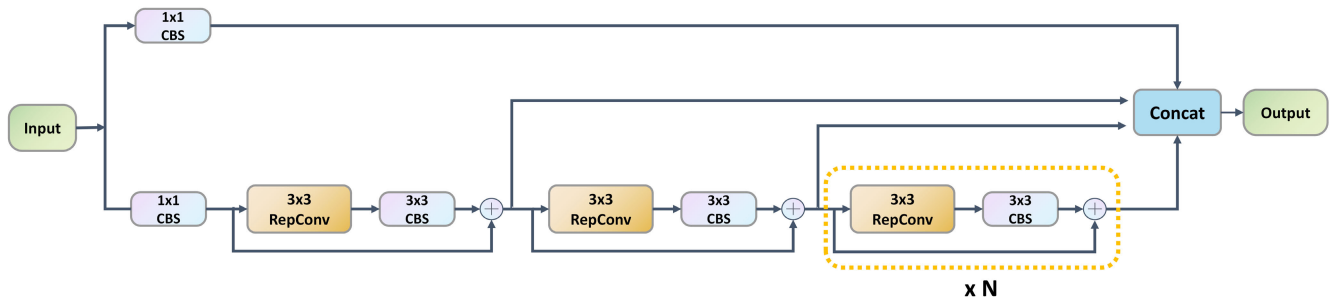 1x1
CBS
Input
Concat
Output
1x1
CBS
3x3
RepConv
3x3
CBS
3x3
RepConv
3x3
CBS
3x3
RepConv
3x3
CBS
x N